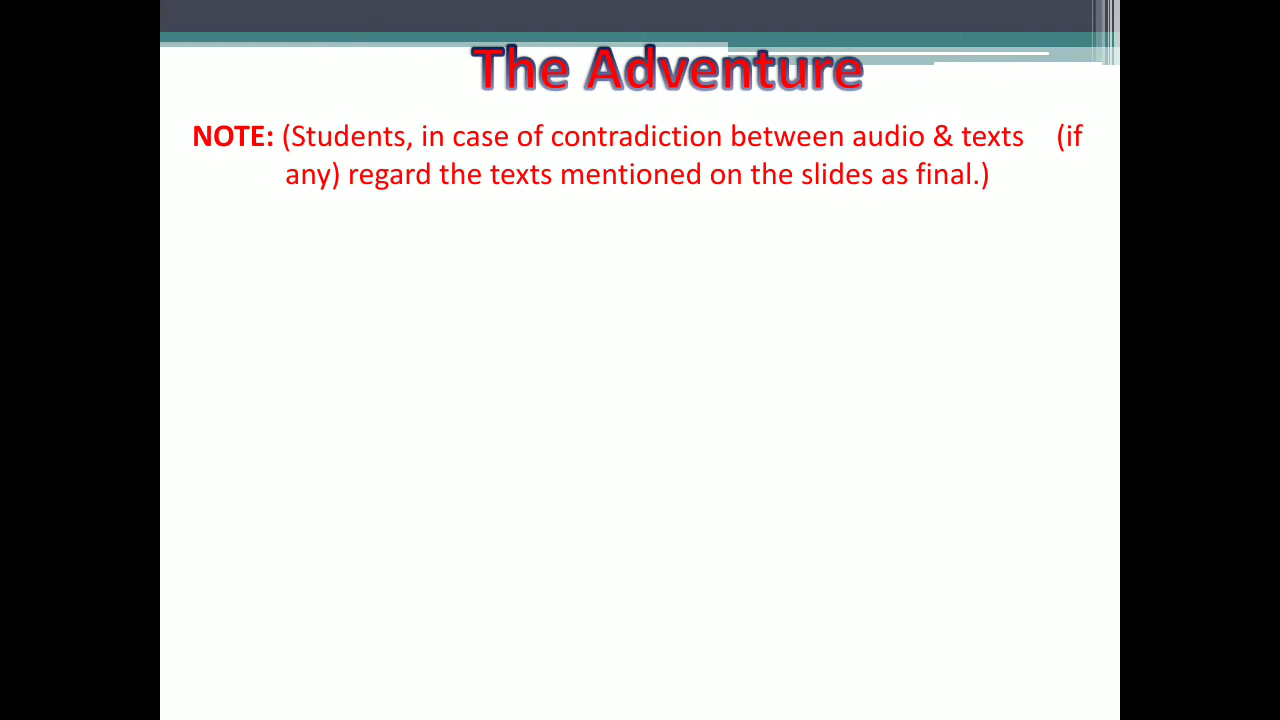 The Adventure
NOTE: (Students, in case of contradiction between audio & texts (if
any) regard the texts mentioned on the slides as final.)